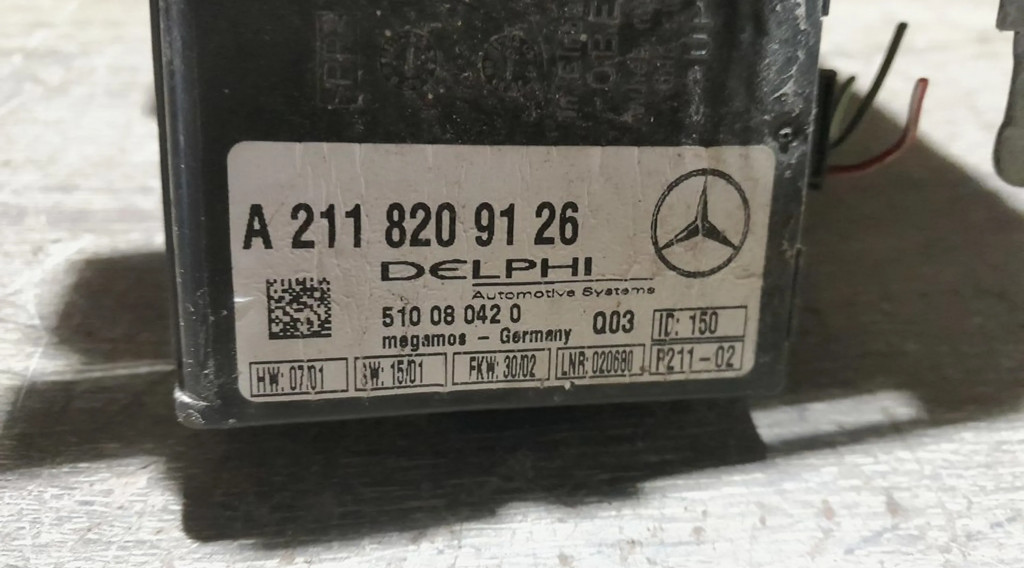 A 211 820 91 26
DELPHI
Automotive Systems
510 08 042 0 Q03 ID: 150
megamos - Germany
HW: 07/01 SW: 15/01 FKW: 30/02 LNR: 020680 R211-02